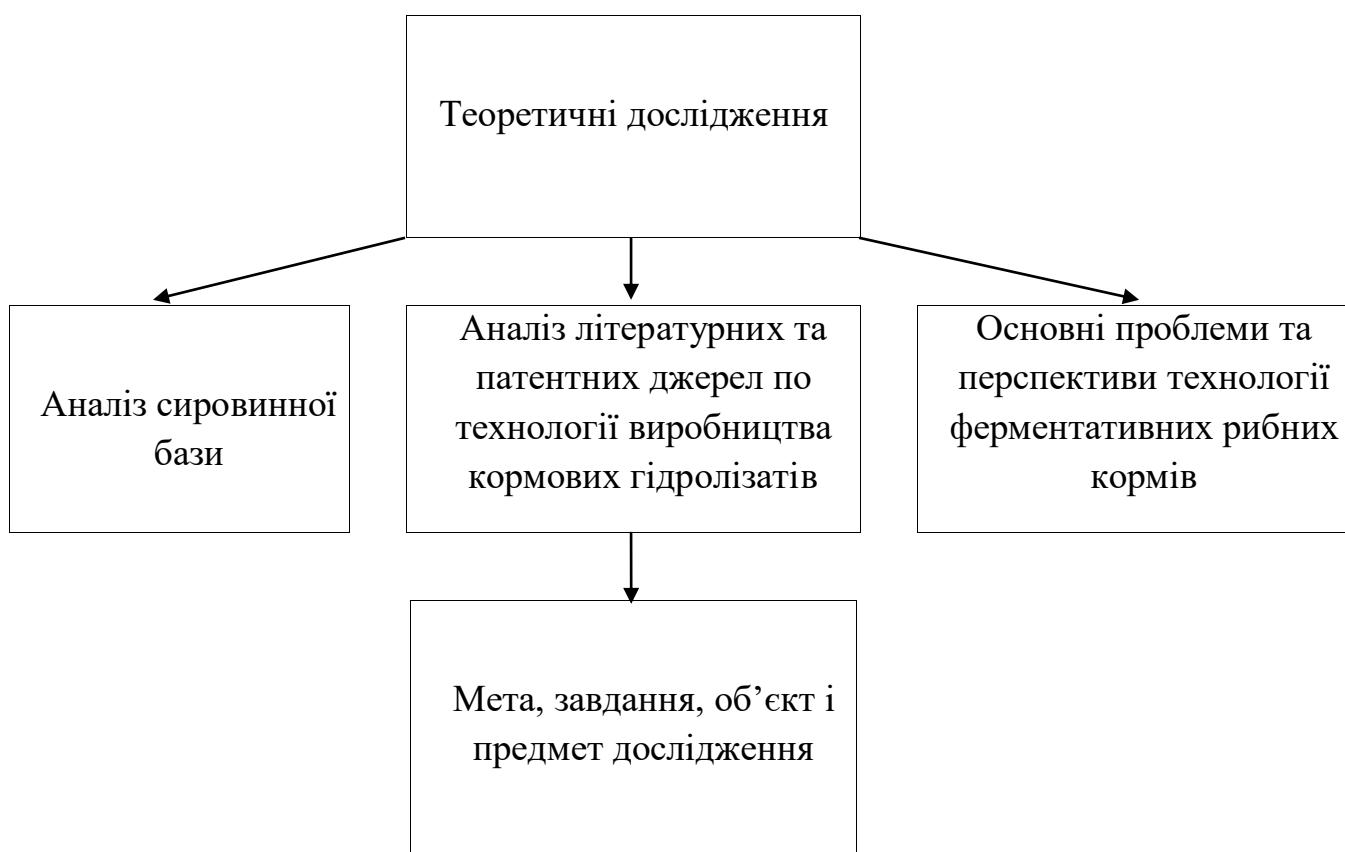 Теоретичні дослідження
Аналіз сировинної
бази
Аналіз літературних та
патентних джерел по
технології виробництва
кормових гідролізатів
Основні проблеми та
перспективи технології
ферментативних рибних
кормів
Мета, завдання, об’єкт і
предмет дослідження